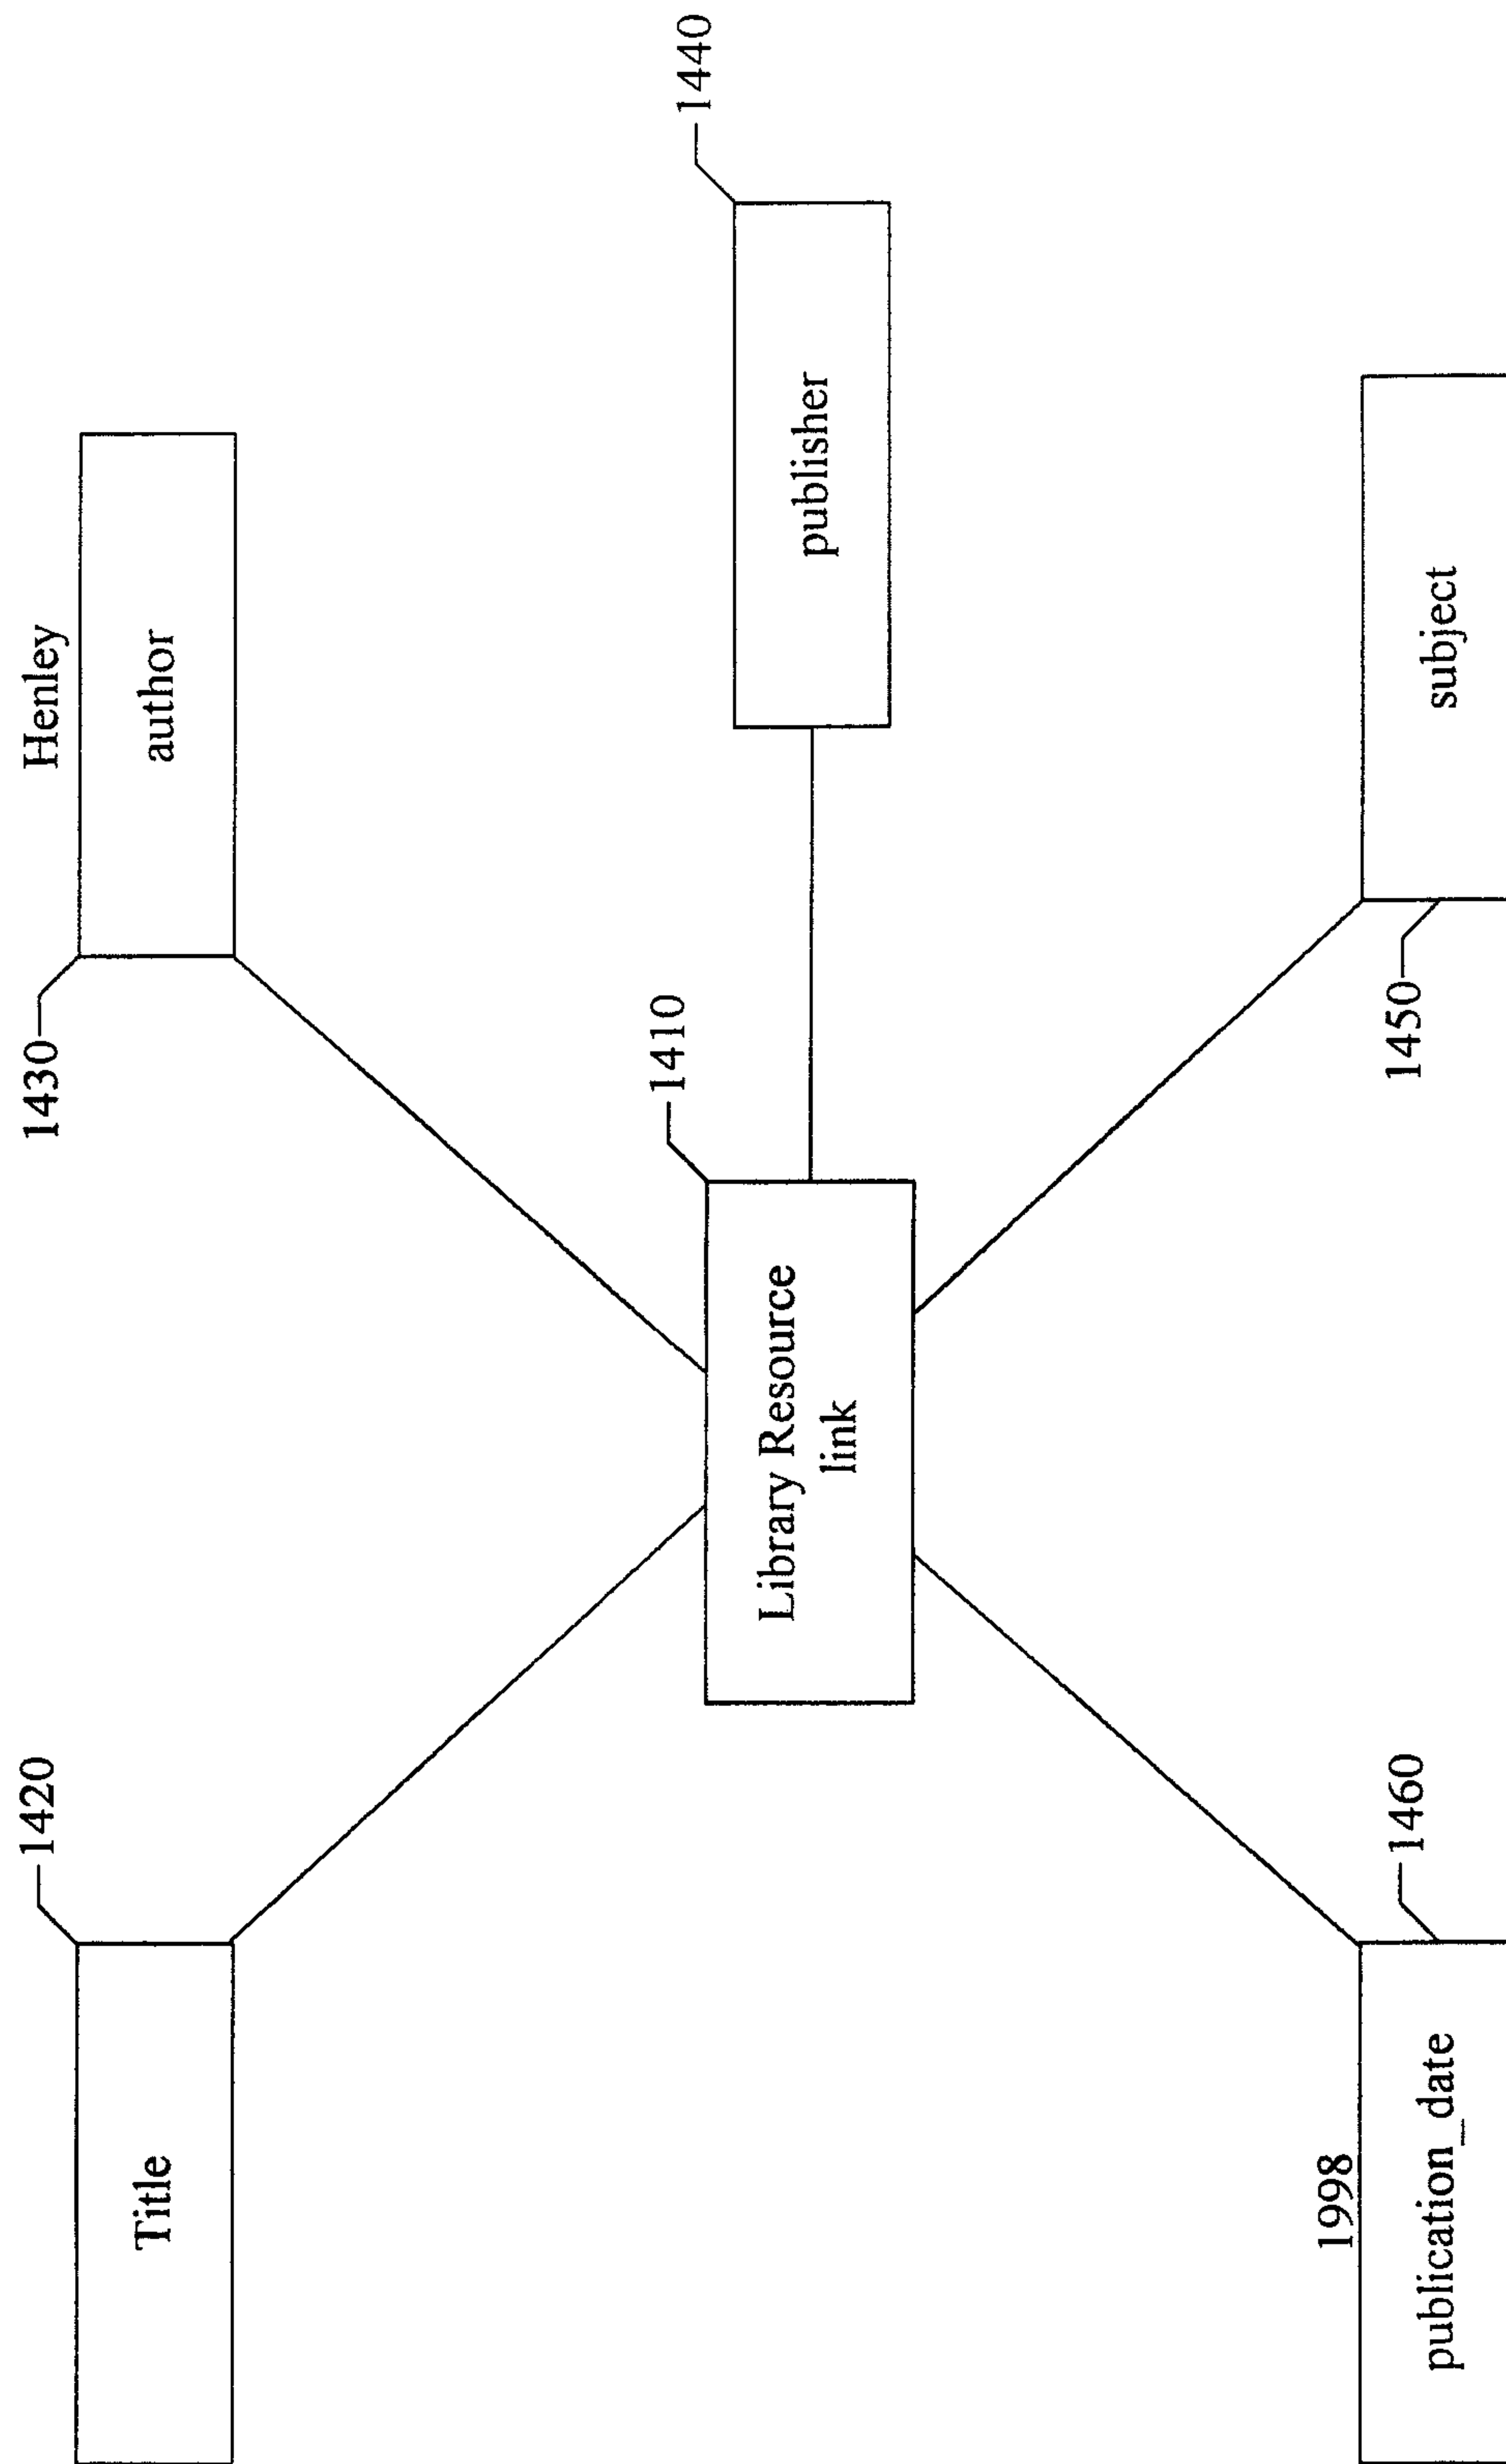 1420
Title
1430
Henley
author
1410
Library Resource
link
1440
publisher
1460
1998
publication_date
1450
subject